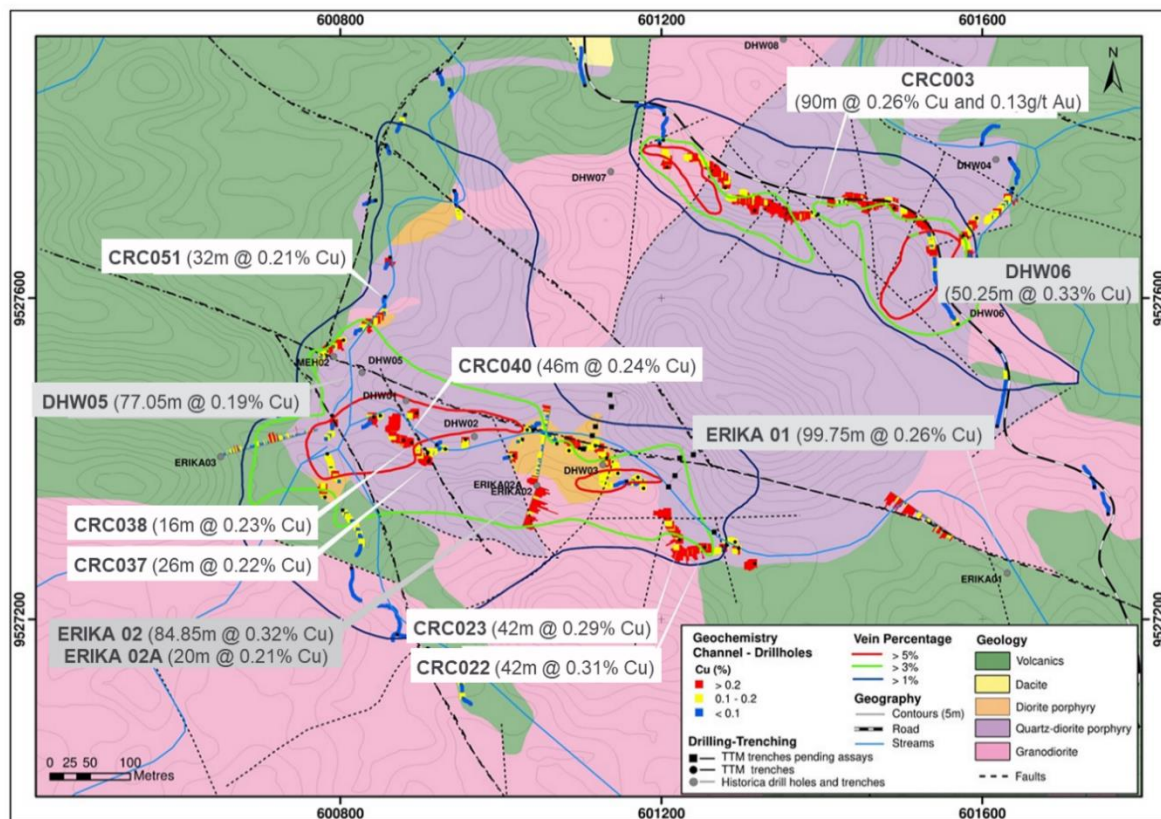 600800
601200
601600
DHW08
N
CRC003
(90m @ 0.26% Cu and 0.13g/t Au)
DHW04
DHW07
CRC051 (32m @ 0.21% Cu)
DHW06
(50.25m @ 0.33% Cu)
9527600
9527600
DHW06
MEH02
DHW05
CRC040 (46m @ 0.24% Cu)
DHW05 (77.05m @ 0.19% Cu)
DHW01
DHW02
ERIKA 01 (99.75m @ 0.26% Cu)
ERIKA03
DHW03
ERIKA02A
ERIKA02
CRC038 (16m @ 0.23% Cu)
CRC037 (26m @ 0.22% Cu)
ERIKA01
9527200
9527200
ERIKA 02 (84.85m @ 0.32% Cu)
ERIKA 02A (20m @ 0.21% Cu)
CRC023 (42m @ 0.29% Cu)
CRC022 (42m @ 0.31% Cu)
Geochemistry
Channel - Drillholes
Cu (%)
> 0.2
0.1 - 0.2
< 0.1
Drilling-Trenching
TTM trenches pending assays
TTM trenches
Historica drill holes and trenches
Vein Percentage
> 5%
> 3%
> 1%
Geography
Contours (5m)
Road
Streams
Geology
Volcanics
Dacite
Diorite porphyry
Quartz-diorite porphyry
Granodiorite
Faults
0 25 50 100
Metres
600800
601200
601600